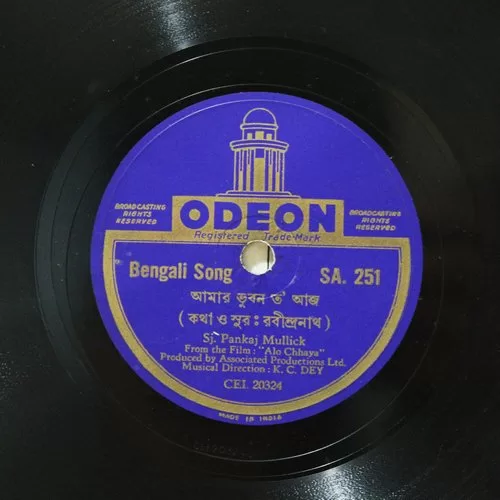 BROADCASTING
RIGHTS
RESERVED
ODEON
BROADCASTING
RIGHTS
RESERVED
Registered Trade-Mark
Bengali Song
SA. 251
আমার ভুবন ত' আজ
( কথা ও সুর : রবীন্দ্রনাথ )
Sj. Pankaj Mullick
From the Film : "Alo Chhaya"
Produced by Associated Productions Ltd.
Musical Direction : K. C. DEY
CEI. 20324
MADE IN INDIA